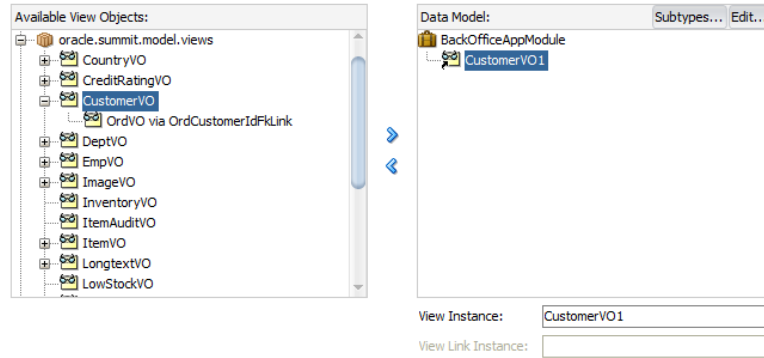 Available View Objects:
oracle.summit.model.views
CountryVO
CreditRatingVO
CustomerVO
OrdVO via OrdCustomerIdFkLink
DeptVO
EmpVO
ImageVO
InventoryVO
ItemAuditVO
ItemVO
LongtextVO
LowStockVO
Data Model:
Subtypes... Edit...
BackOfficeAppModule
CustomerVO1
View Instance: CustomerVO1
View Link Instance: